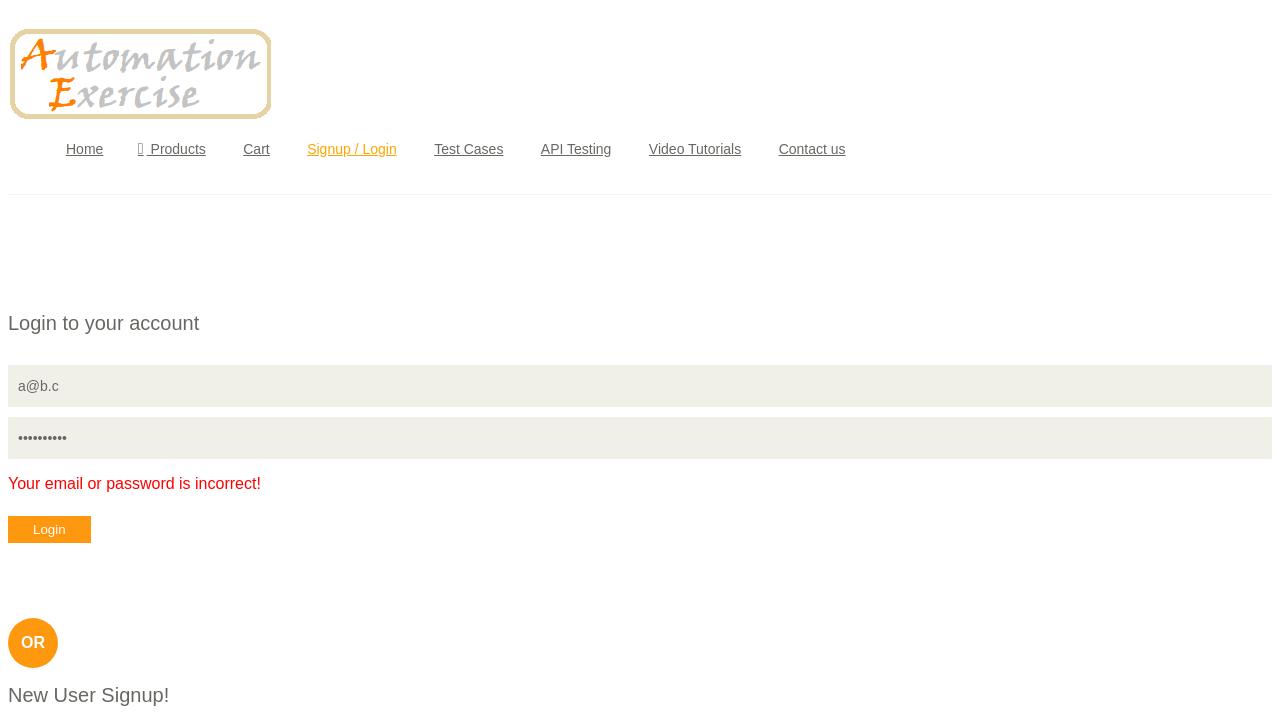 Automation
Exercise
Home Products Cart Signup / Login Test Cases API Testing Video Tutorials Contact us
Login to your account
a@b.c
••••••••••
Your email or password is incorrect!
Login
OR
New User Signup!